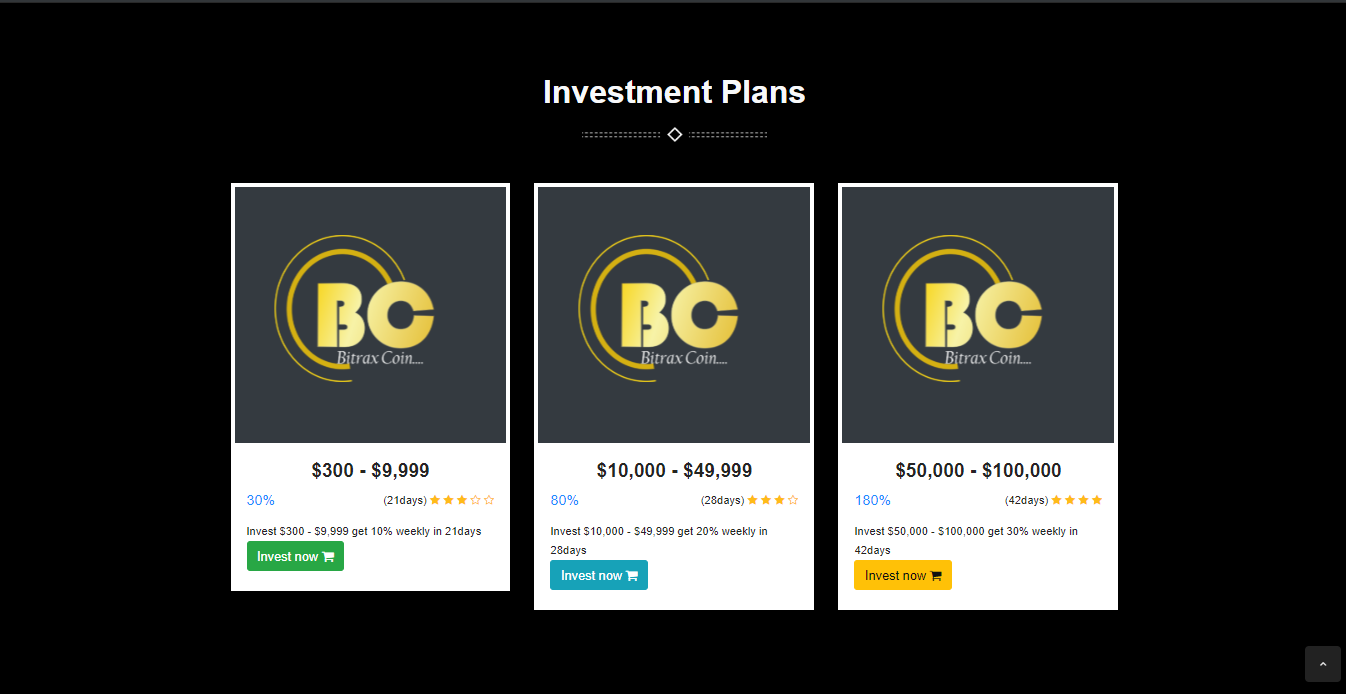 Investment Plans
BC
Bitrax Coin....
$300 - $9,999
30%
(21days)
Invest $300 - $9,999 get 10% weekly in 21days
Invest now
BC
Bitrax Coin....
$10,000 - $49,999
80%
(28days)
Invest $10,000 - $49,999 get 20% weekly in
28days
Invest now
BC
Bitrax Coin....
$50,000 - $100,000
180%
(42days)
Invest $50,000 - $100,000 get 30% weekly in
42days
Invest now